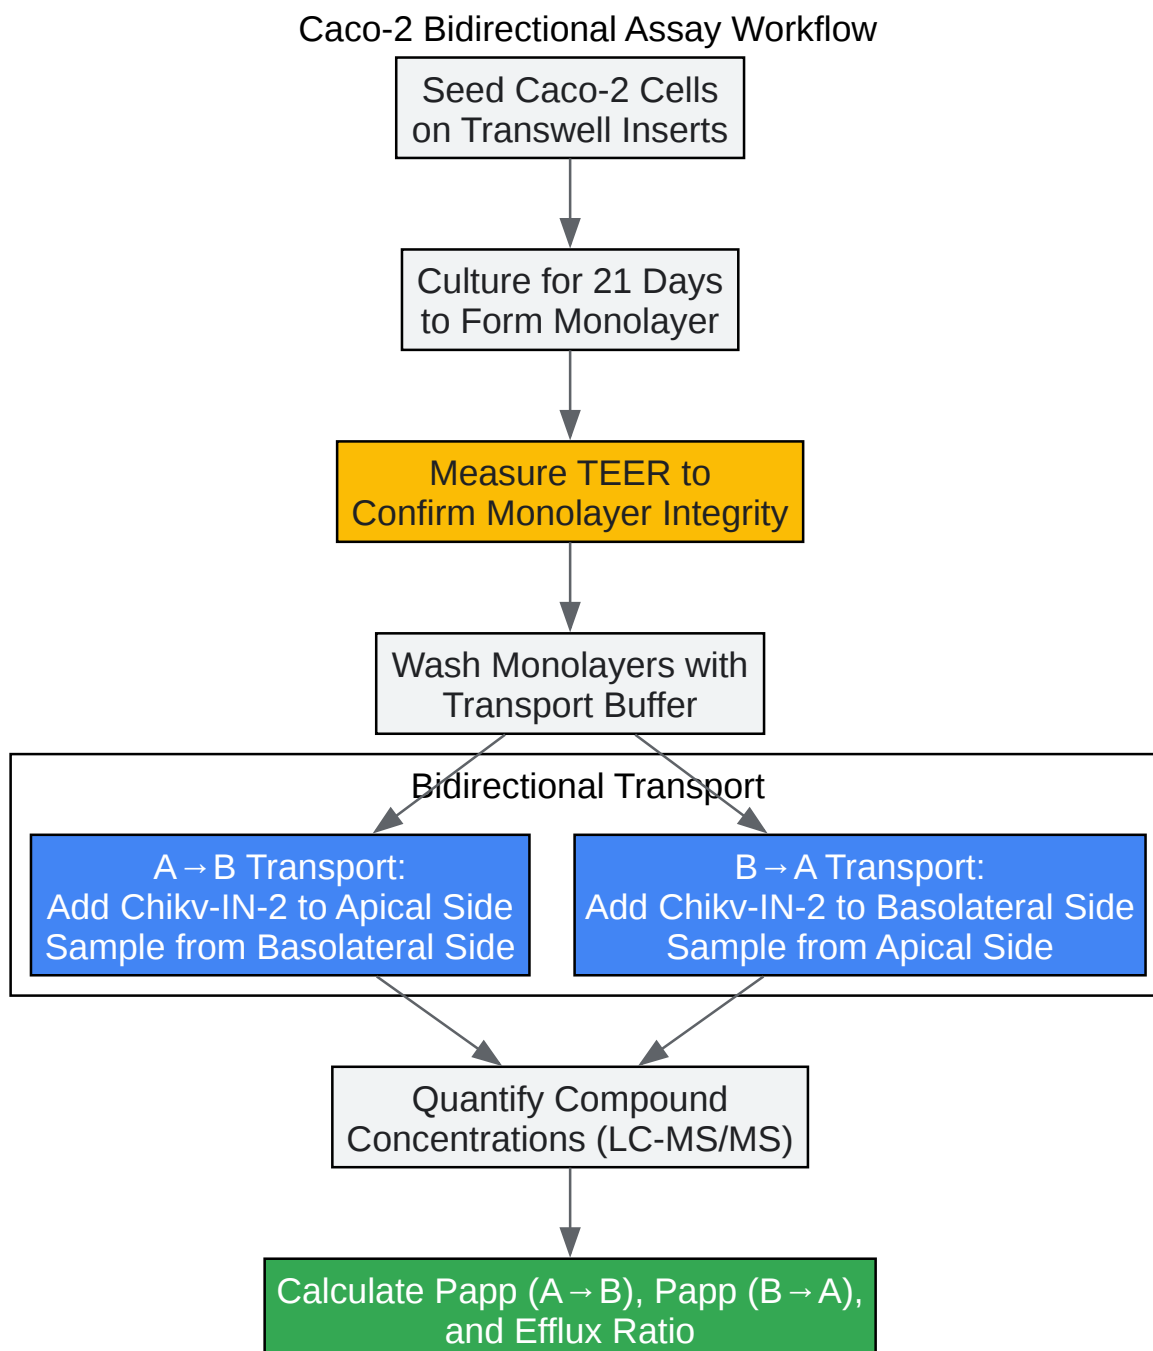 Caco-2 Bidirectional Assay Workflow
Seed Caco-2 Cells
on Transwell Inserts
Culture for 21 Days
to Form Monolayer
Measure TEER to
Confirm Monolayer Integrity
Wash Monolayers with
Transport Buffer
Bidirectional Transport
A→B Transport:
Add Chikv-IN-2 to Apical Side
Sample from Basolateral Side
B→A Transport:
Add Chikv-IN-2 to Basolateral Side
Sample from Apical Side
Quantify Compound
Concentrations (LC-MS/MS)
Calculate Papp (A→B), Papp (B→A),
and Efflux Ratio